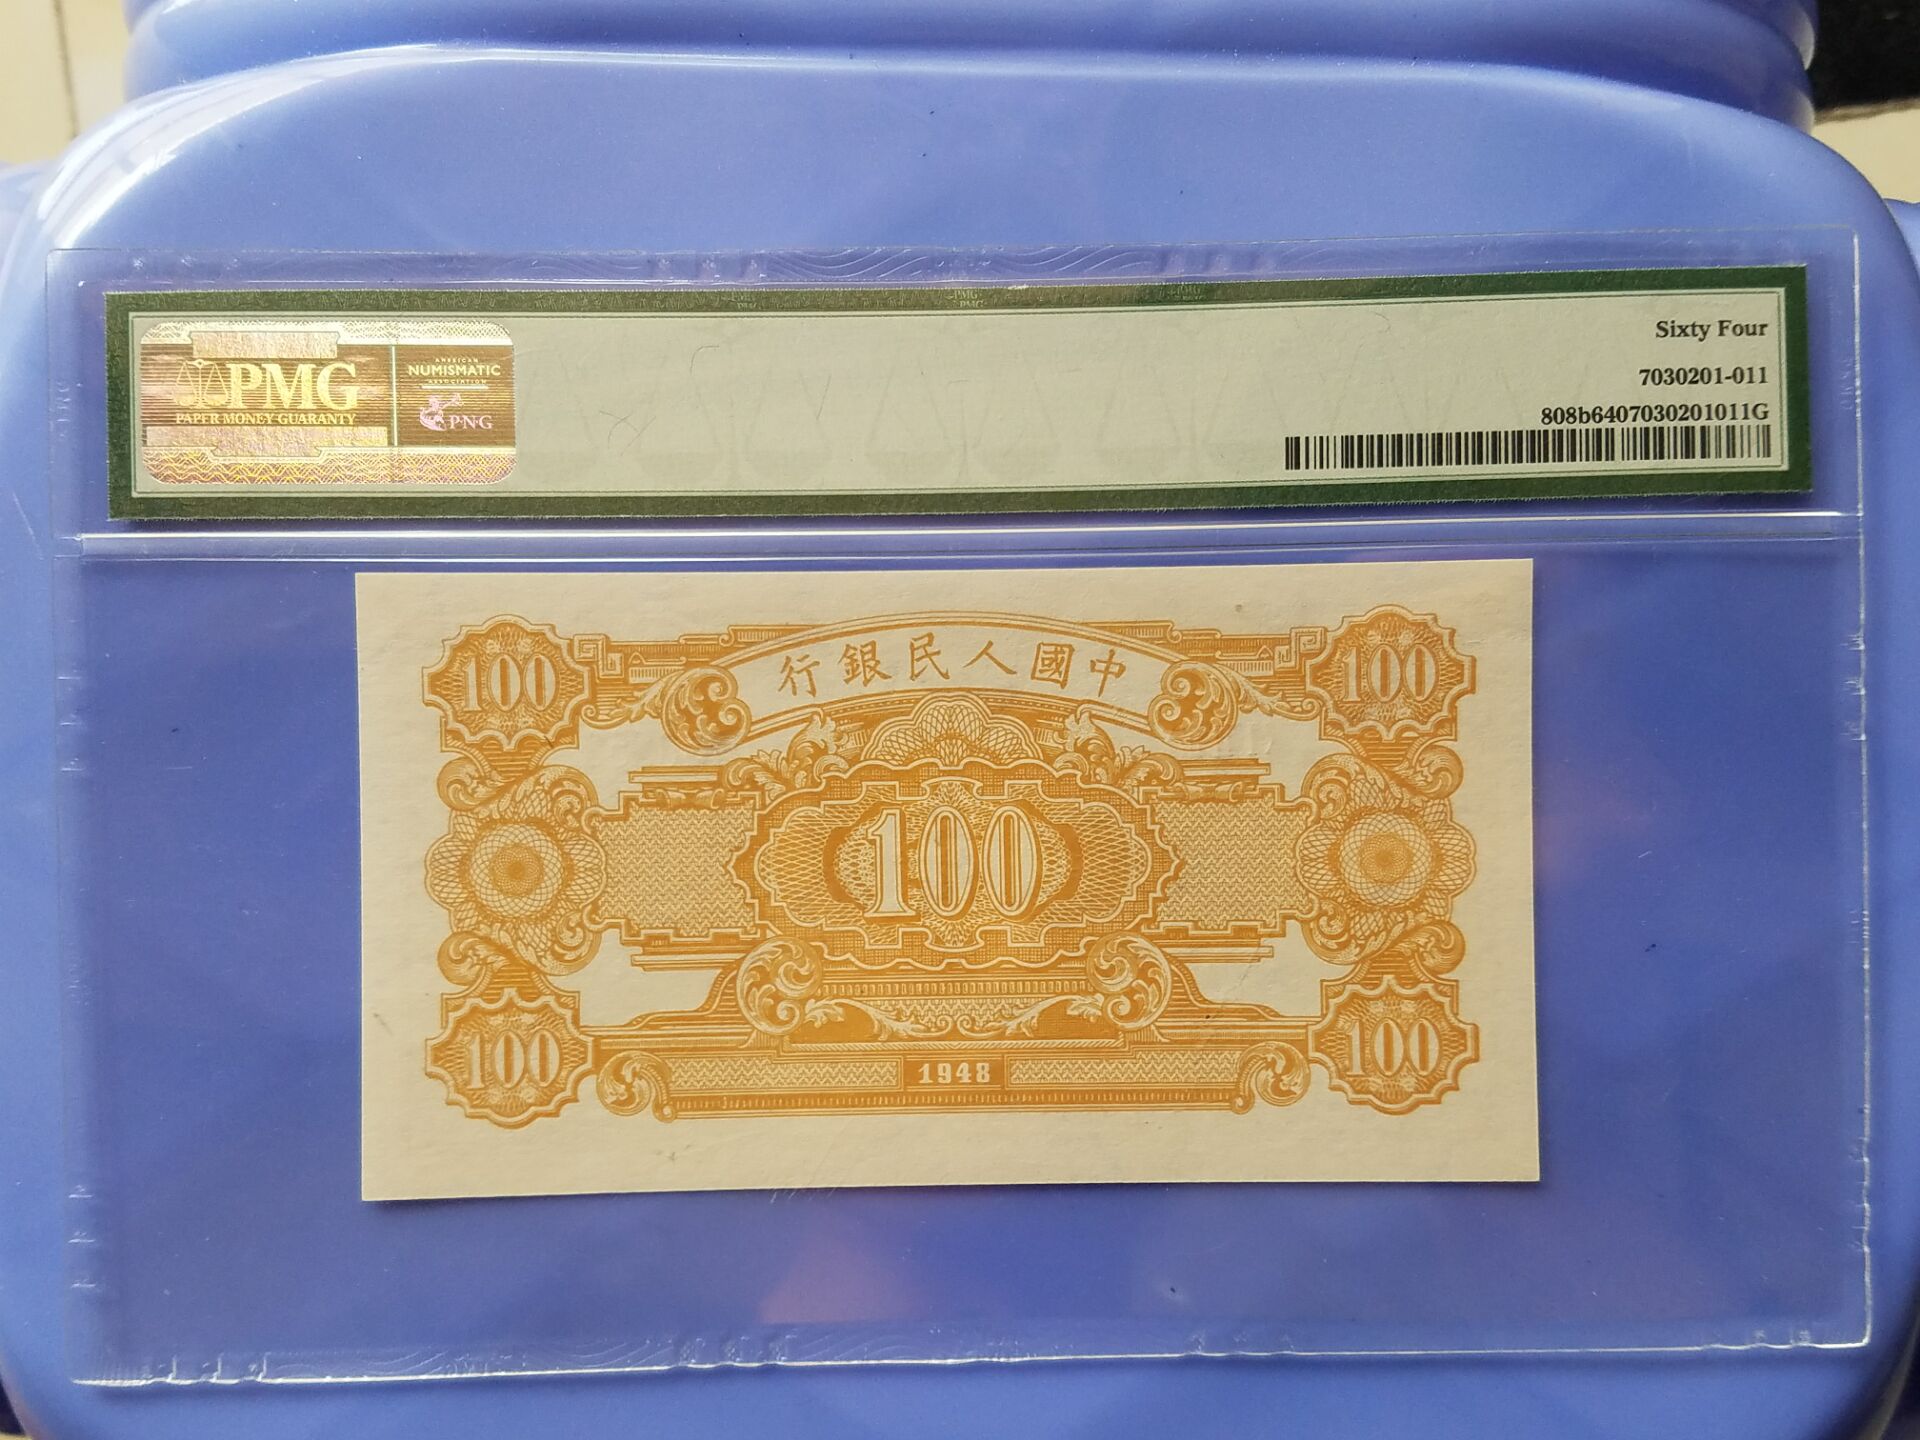 PMG
PAPER MONEY GUARANTY
AMERICAN
NUMISMATIC
ASSOCIATION
PNG
Sixty Four
7030201-011
808b6407030201011G
行銀民人國中
100
100
100
100
100
1948